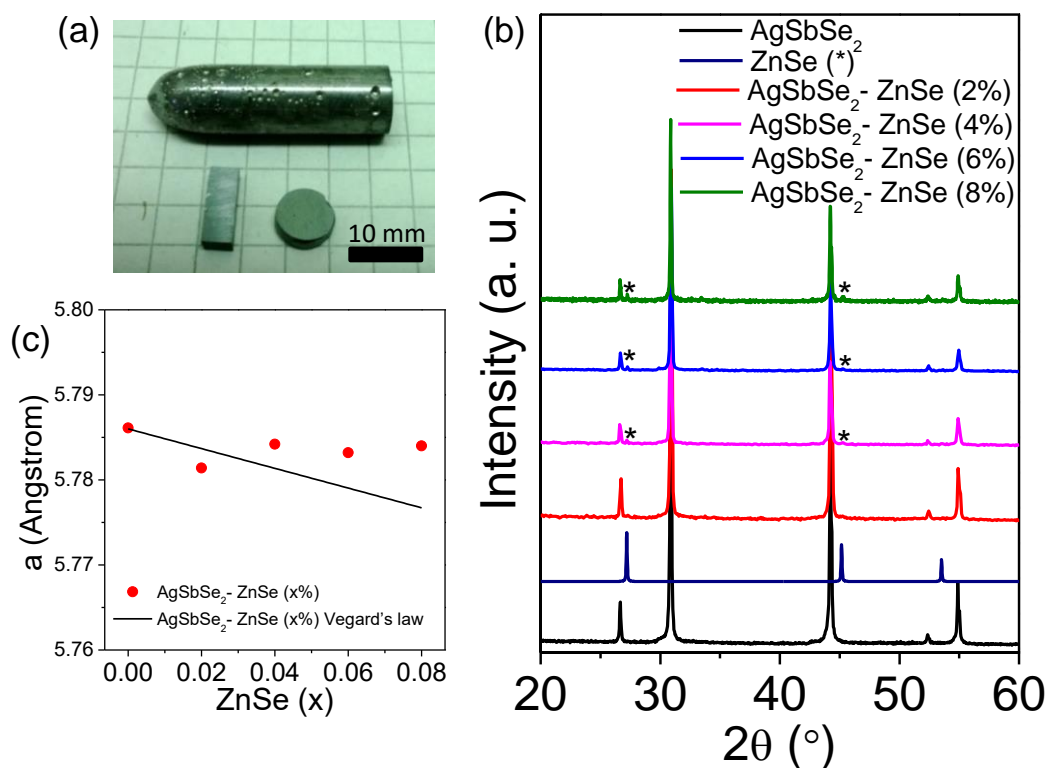 (a)
10 mm
(b)
AgSbSe₂
ZnSe (*)
AgSbSe₂- ZnSe (2%)
AgSbSe₂- ZnSe (4%)
AgSbSe₂- ZnSe (6%)
AgSbSe₂- ZnSe (8%)
* *
* *
* *
Intensity (a. u.)
20 30 40 50 60
2θ (°)
(c)
5.80
5.79
5.78
5.77
5.76
a (Angstrom)
AgSbSe₂- ZnSe (x%)
AgSbSe₂- ZnSe (x%) Vegard's law
0.00 0.02 0.04 0.06 0.08
ZnSe (x)